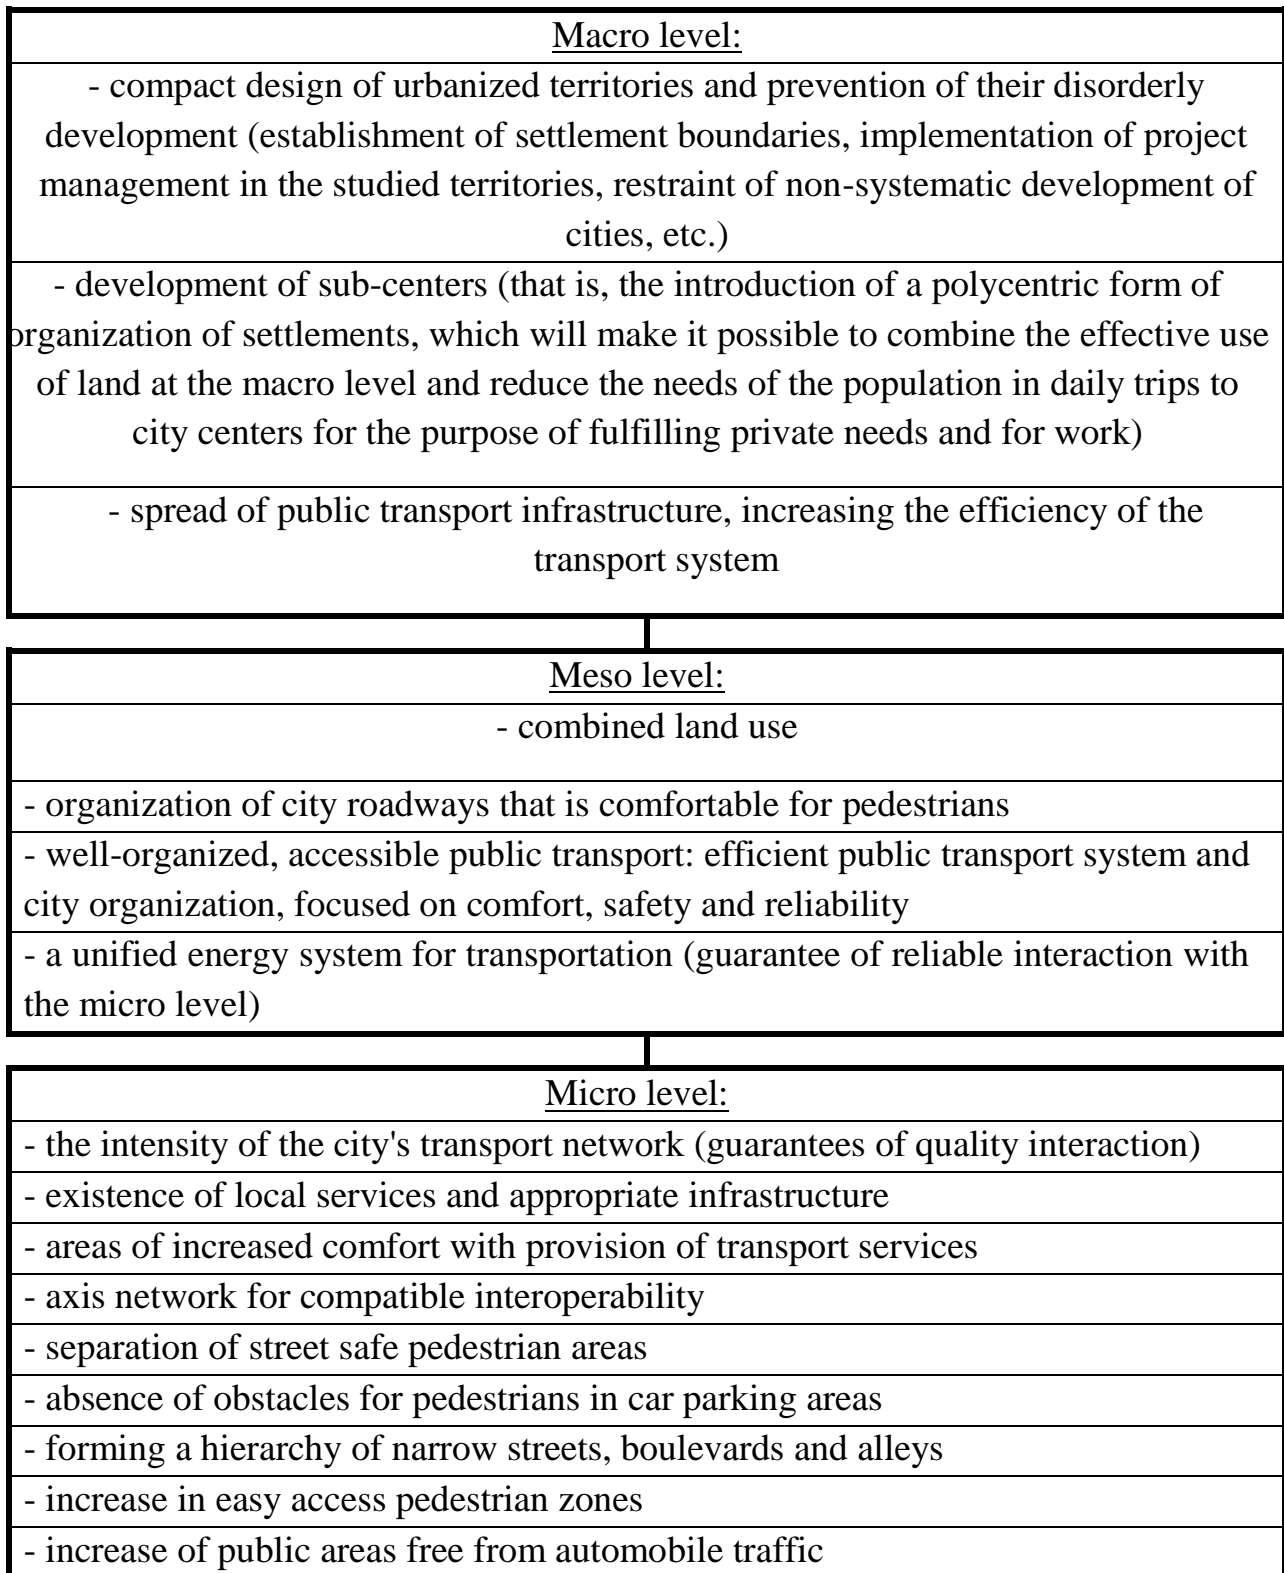 Macro level:
- compact design of urbanized territories and prevention of their disorderly
development (establishment of settlement boundaries, implementation of project
management in the studied territories, restraint of non-systematic development of
cities, etc.)
- development of sub-centers (that is, the introduction of a polycentric form of
organization of settlements, which will make it possible to combine the effective use
of land at the macro level and reduce the needs of the population in daily trips to
city centers for the purpose of fulfilling private needs and for work)
- spread of public transport infrastructure, increasing the efficiency of the
transport system
Meso level:
- combined land use
- organization of city roadways that is comfortable for pedestrians
- well-organized, accessible public transport: efficient public transport system and
city organization, focused on comfort, safety and reliability
- a unified energy system for transportation (guarantee of reliable interaction with
the micro level)
Micro level:
- the intensity of the city's transport network (guarantees of quality interaction)
- existence of local services and appropriate infrastructure
- areas of increased comfort with provision of transport services
- axis network for compatible interoperability
- separation of street safe pedestrian areas
- absence of obstacles for pedestrians in car parking areas
- forming a hierarchy of narrow streets, boulevards and alleys
- increase in easy access pedestrian zones
- increase of public areas free from automobile traffic